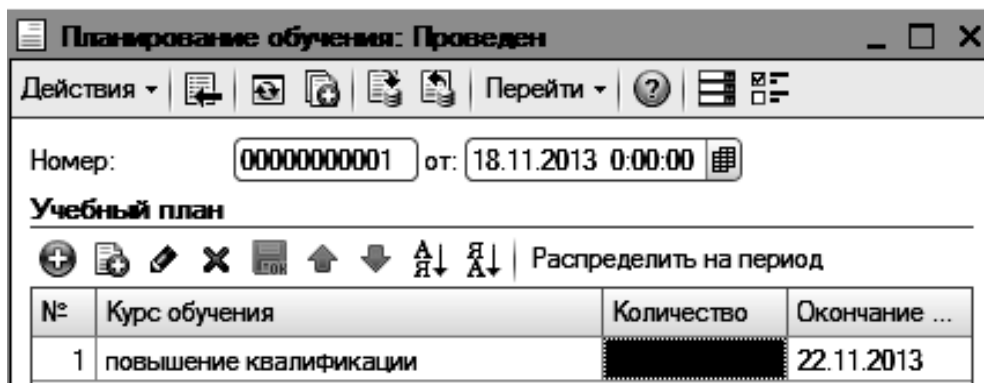 Планирование обучения: Проведен
Действия Перейти
Номер: 00000000001 от: 18.11.2013 0:00:00
Учебный план
Распределить на период
№ Курс обучения Количество Окончание ...
1 повышение квалификации 22.11.2013